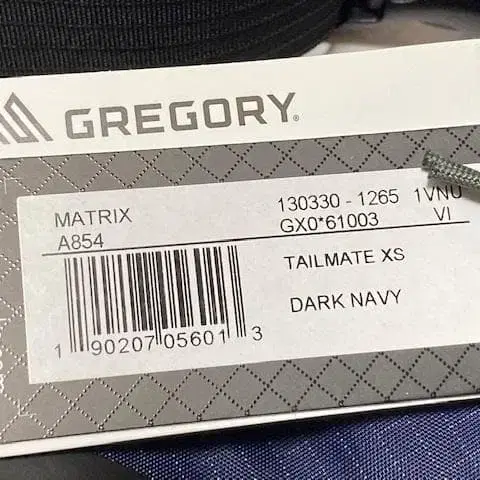 GREGORY®
MATRIX 130330 - 1265 1VNU
A854 GX0*61003 VI
TAILMATE XS
DARK NAVY
1 90207 05601 3